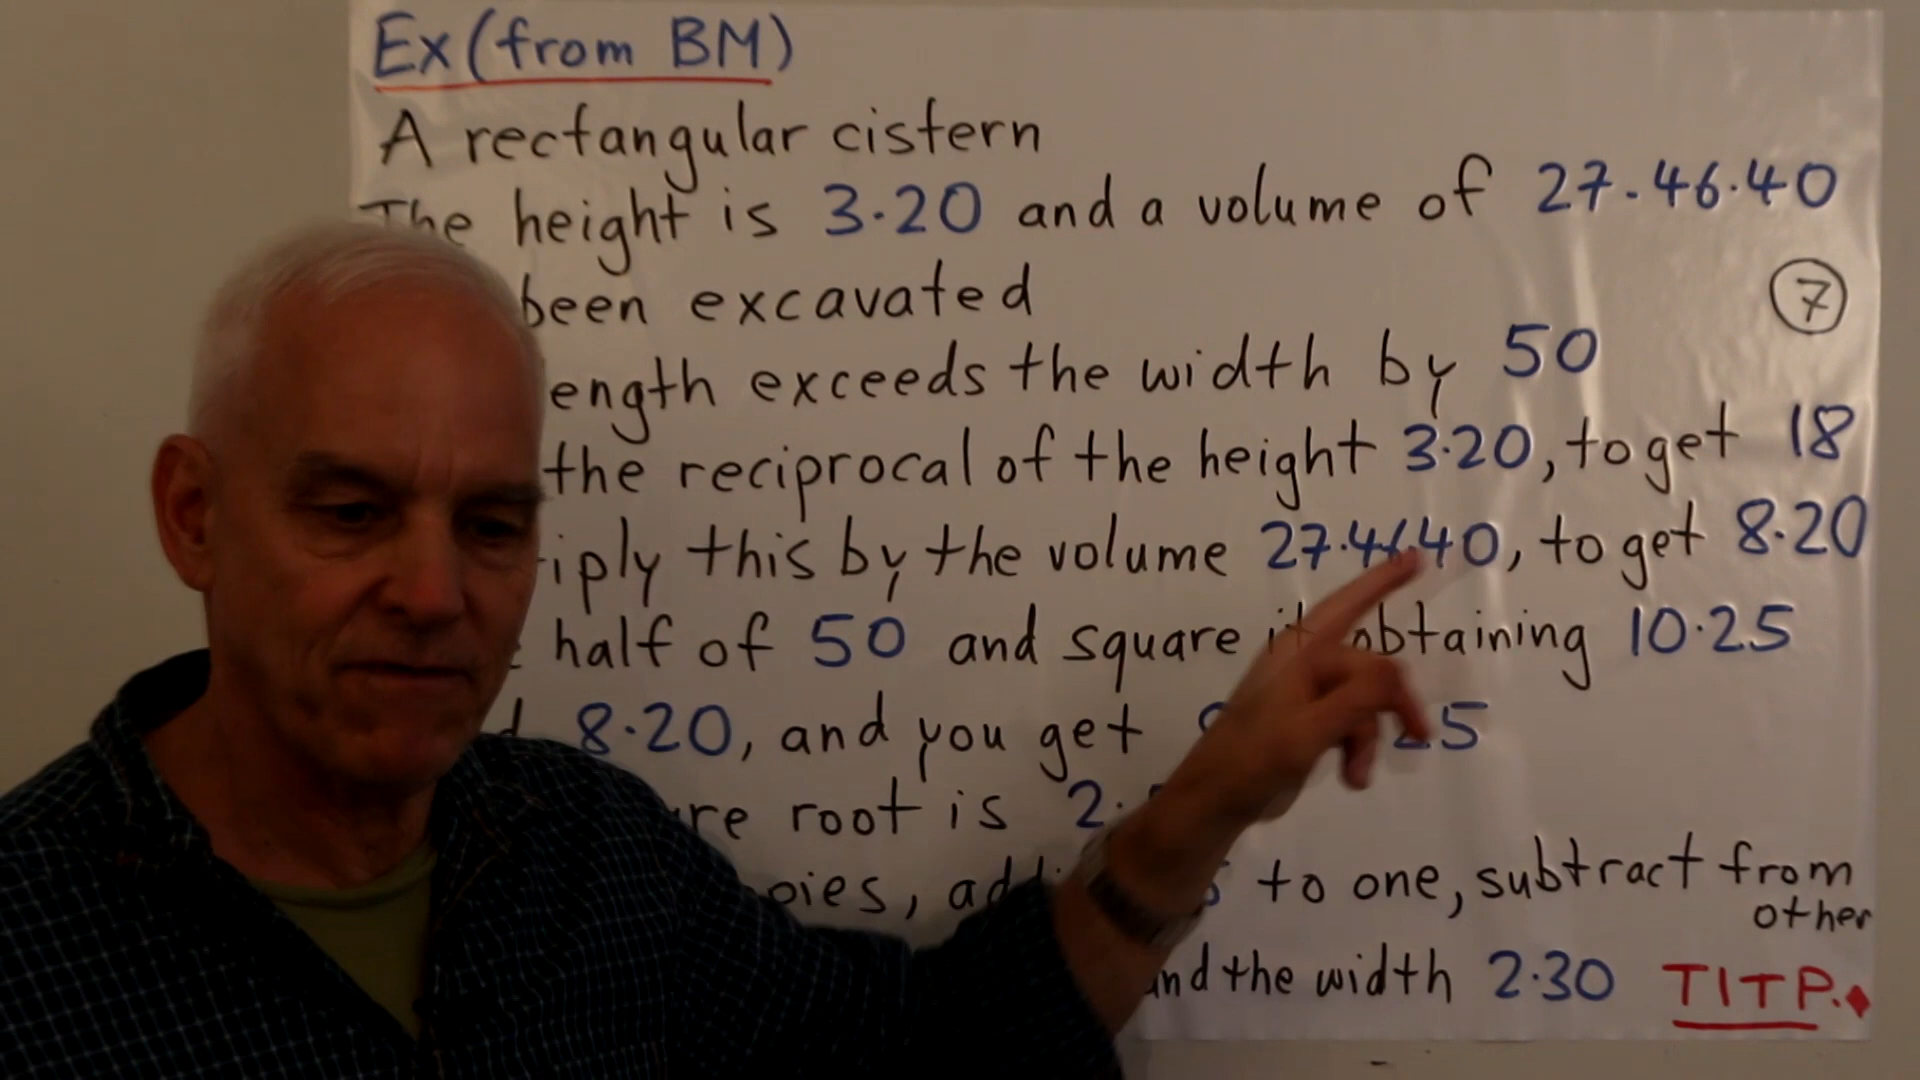 Ex (from BM)
A rectangular cistern
The height is 3·20 and a volume of 27·46·40
been excavated
7
ength exceeds the width by 50
the reciprocal of the height 3·20, to get 18
iply this by the volume 27·4640, to get 8·20
half of 50 and square it obtaining 10·25
8·20, and you get 25
re root is 2·
pies, to one, subtract from
other
and the width 2·30 TITP.